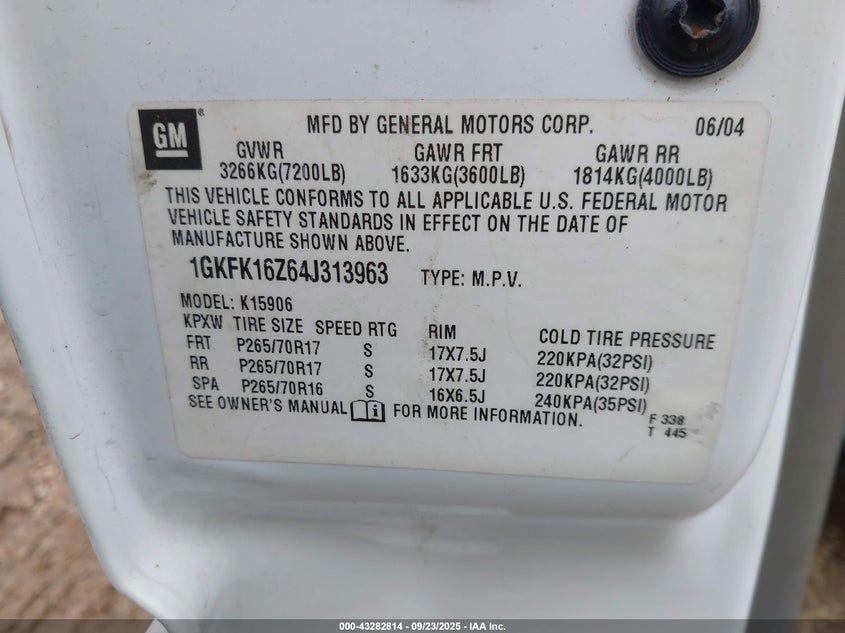 GM ®
MFD BY GENERAL MOTORS CORP. 06/04
GVWR GAWR FRT GAWR RR
3266KG(7200LB) 1633KG(3600LB) 1814KG(4000LB)
THIS VEHICLE CONFORMS TO ALL APPLICABLE U.S. FEDERAL MOTOR
VEHICLE SAFETY STANDARDS IN EFFECT ON THE DATE OF
MANUFACTURE SHOWN ABOVE.
1GKFK16Z64J313963 TYPE: M.P.V.
MODEL: K15906
KPXW TIRE SIZE SPEED RTG RIM COLD TIRE PRESSURE
FRT P265/70R17 S 17X7.5J 220KPA(32PSI)
RR P265/70R17 S 17X7.5J 220KPA(32PSI)
SPA P265/70R16 S 16X6.5J 240KPA(35PSI)
SEE OWNER'S MANUAL i FOR MORE INFORMATION.
F 338
T 445
000-43282814 - 09/23/2025 - IAA Inc.